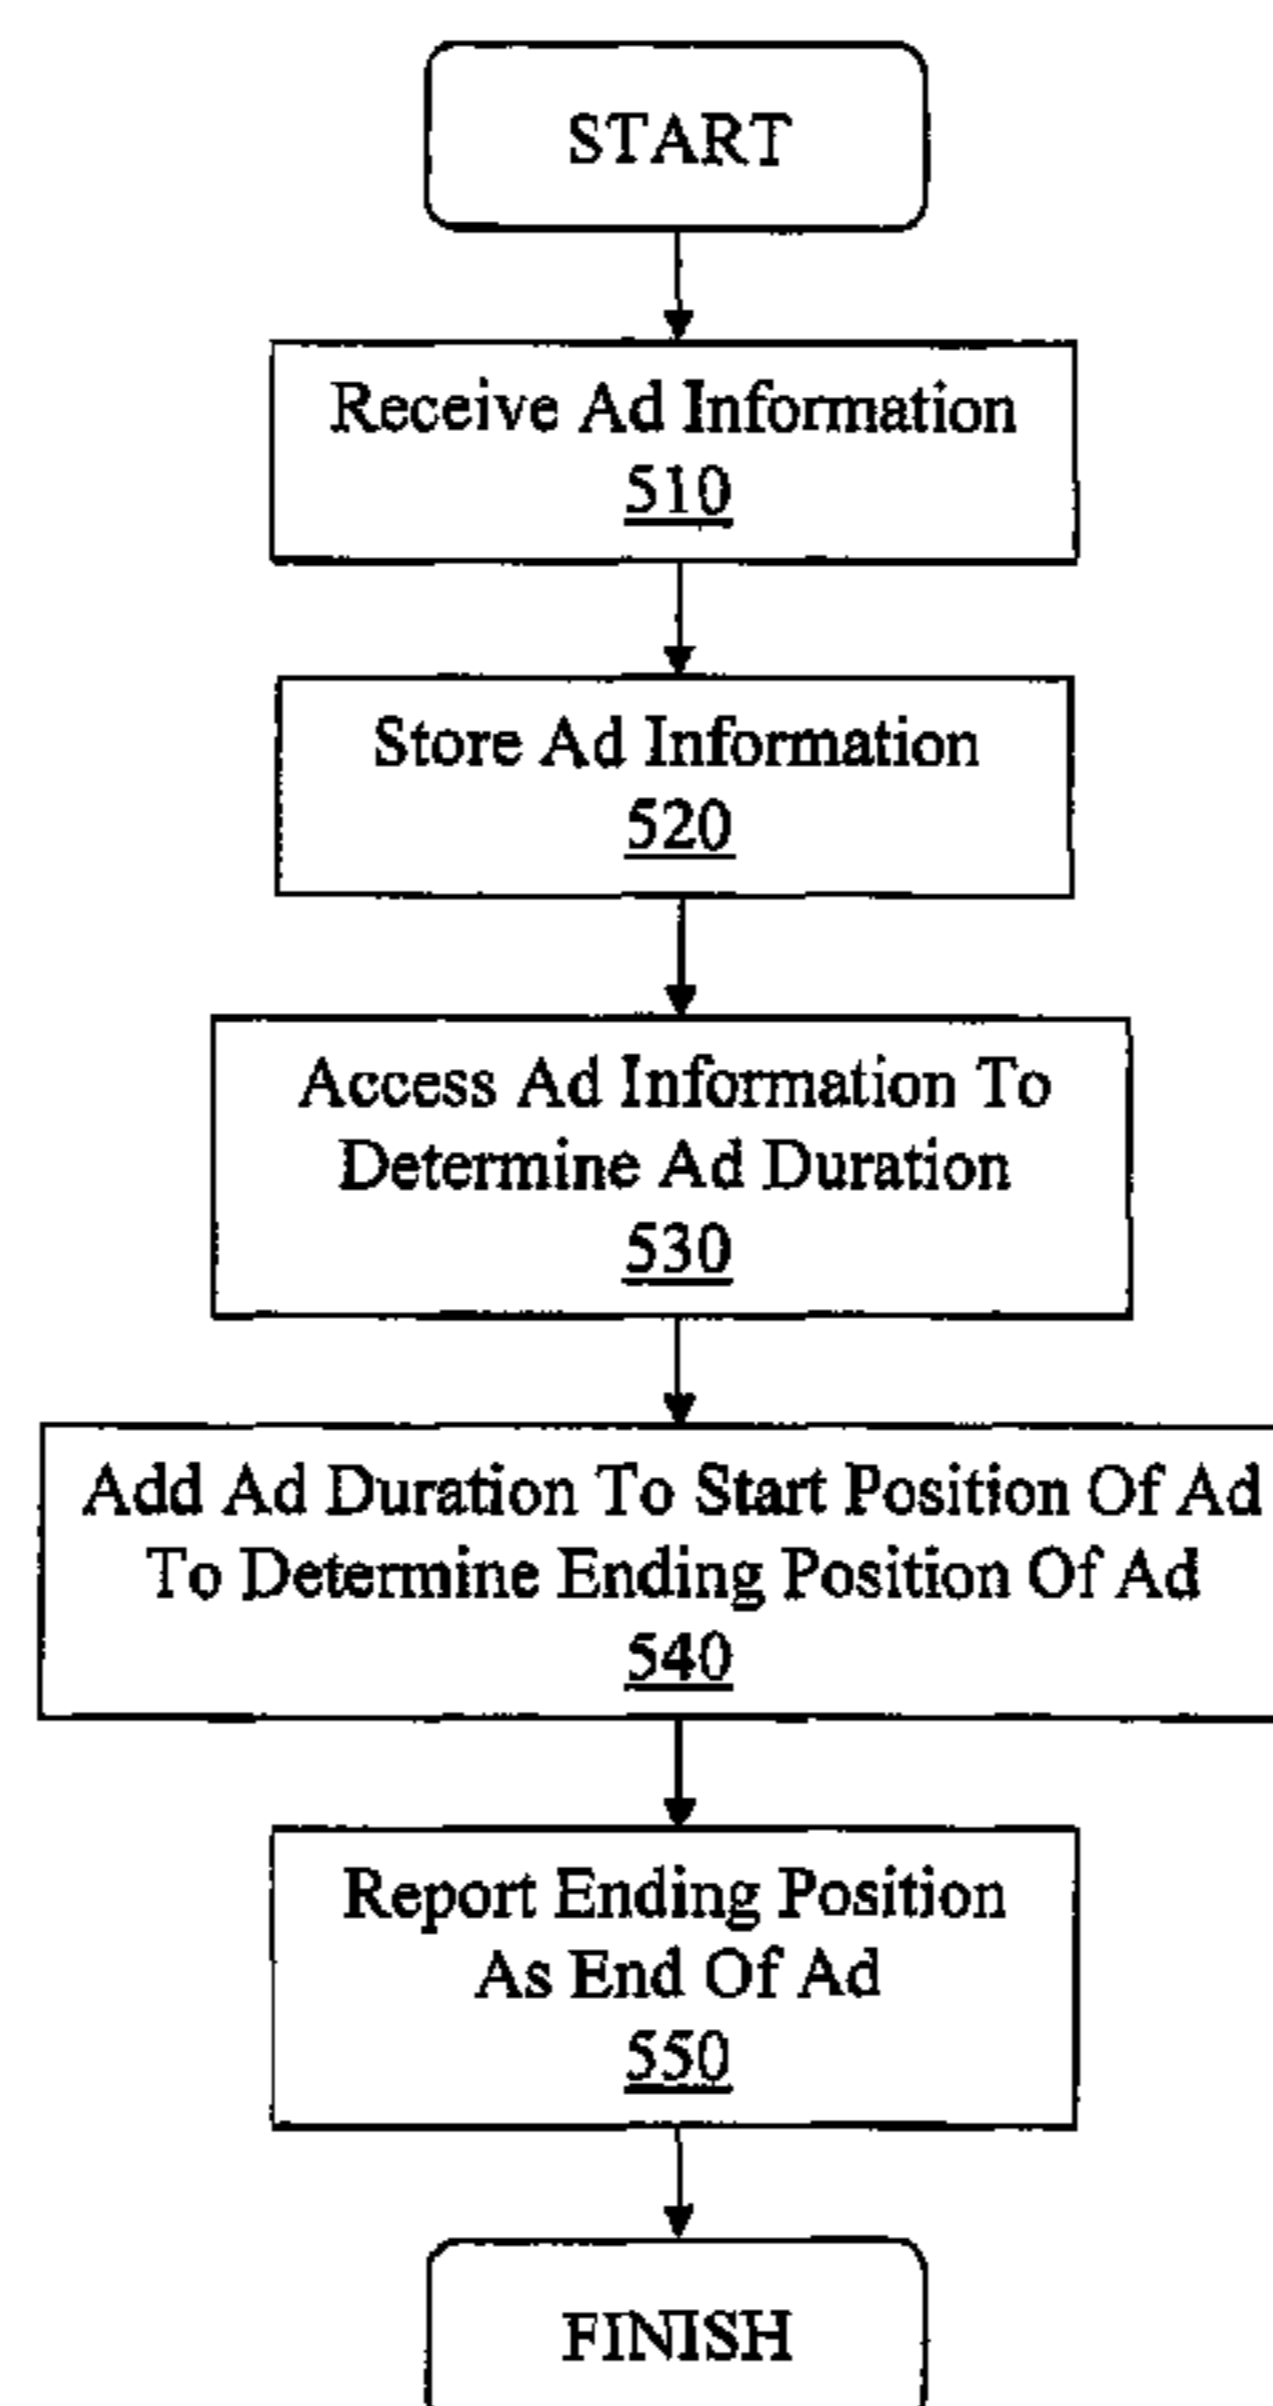 START
Receive Ad Information
510
Store Ad Information
520
Access Ad Information To
Determine Ad Duration
530
Add Ad Duration To Start Position Of Ad
To Determine Ending Position Of Ad
540
Report Ending Position
As End Of Ad
550
FINISH